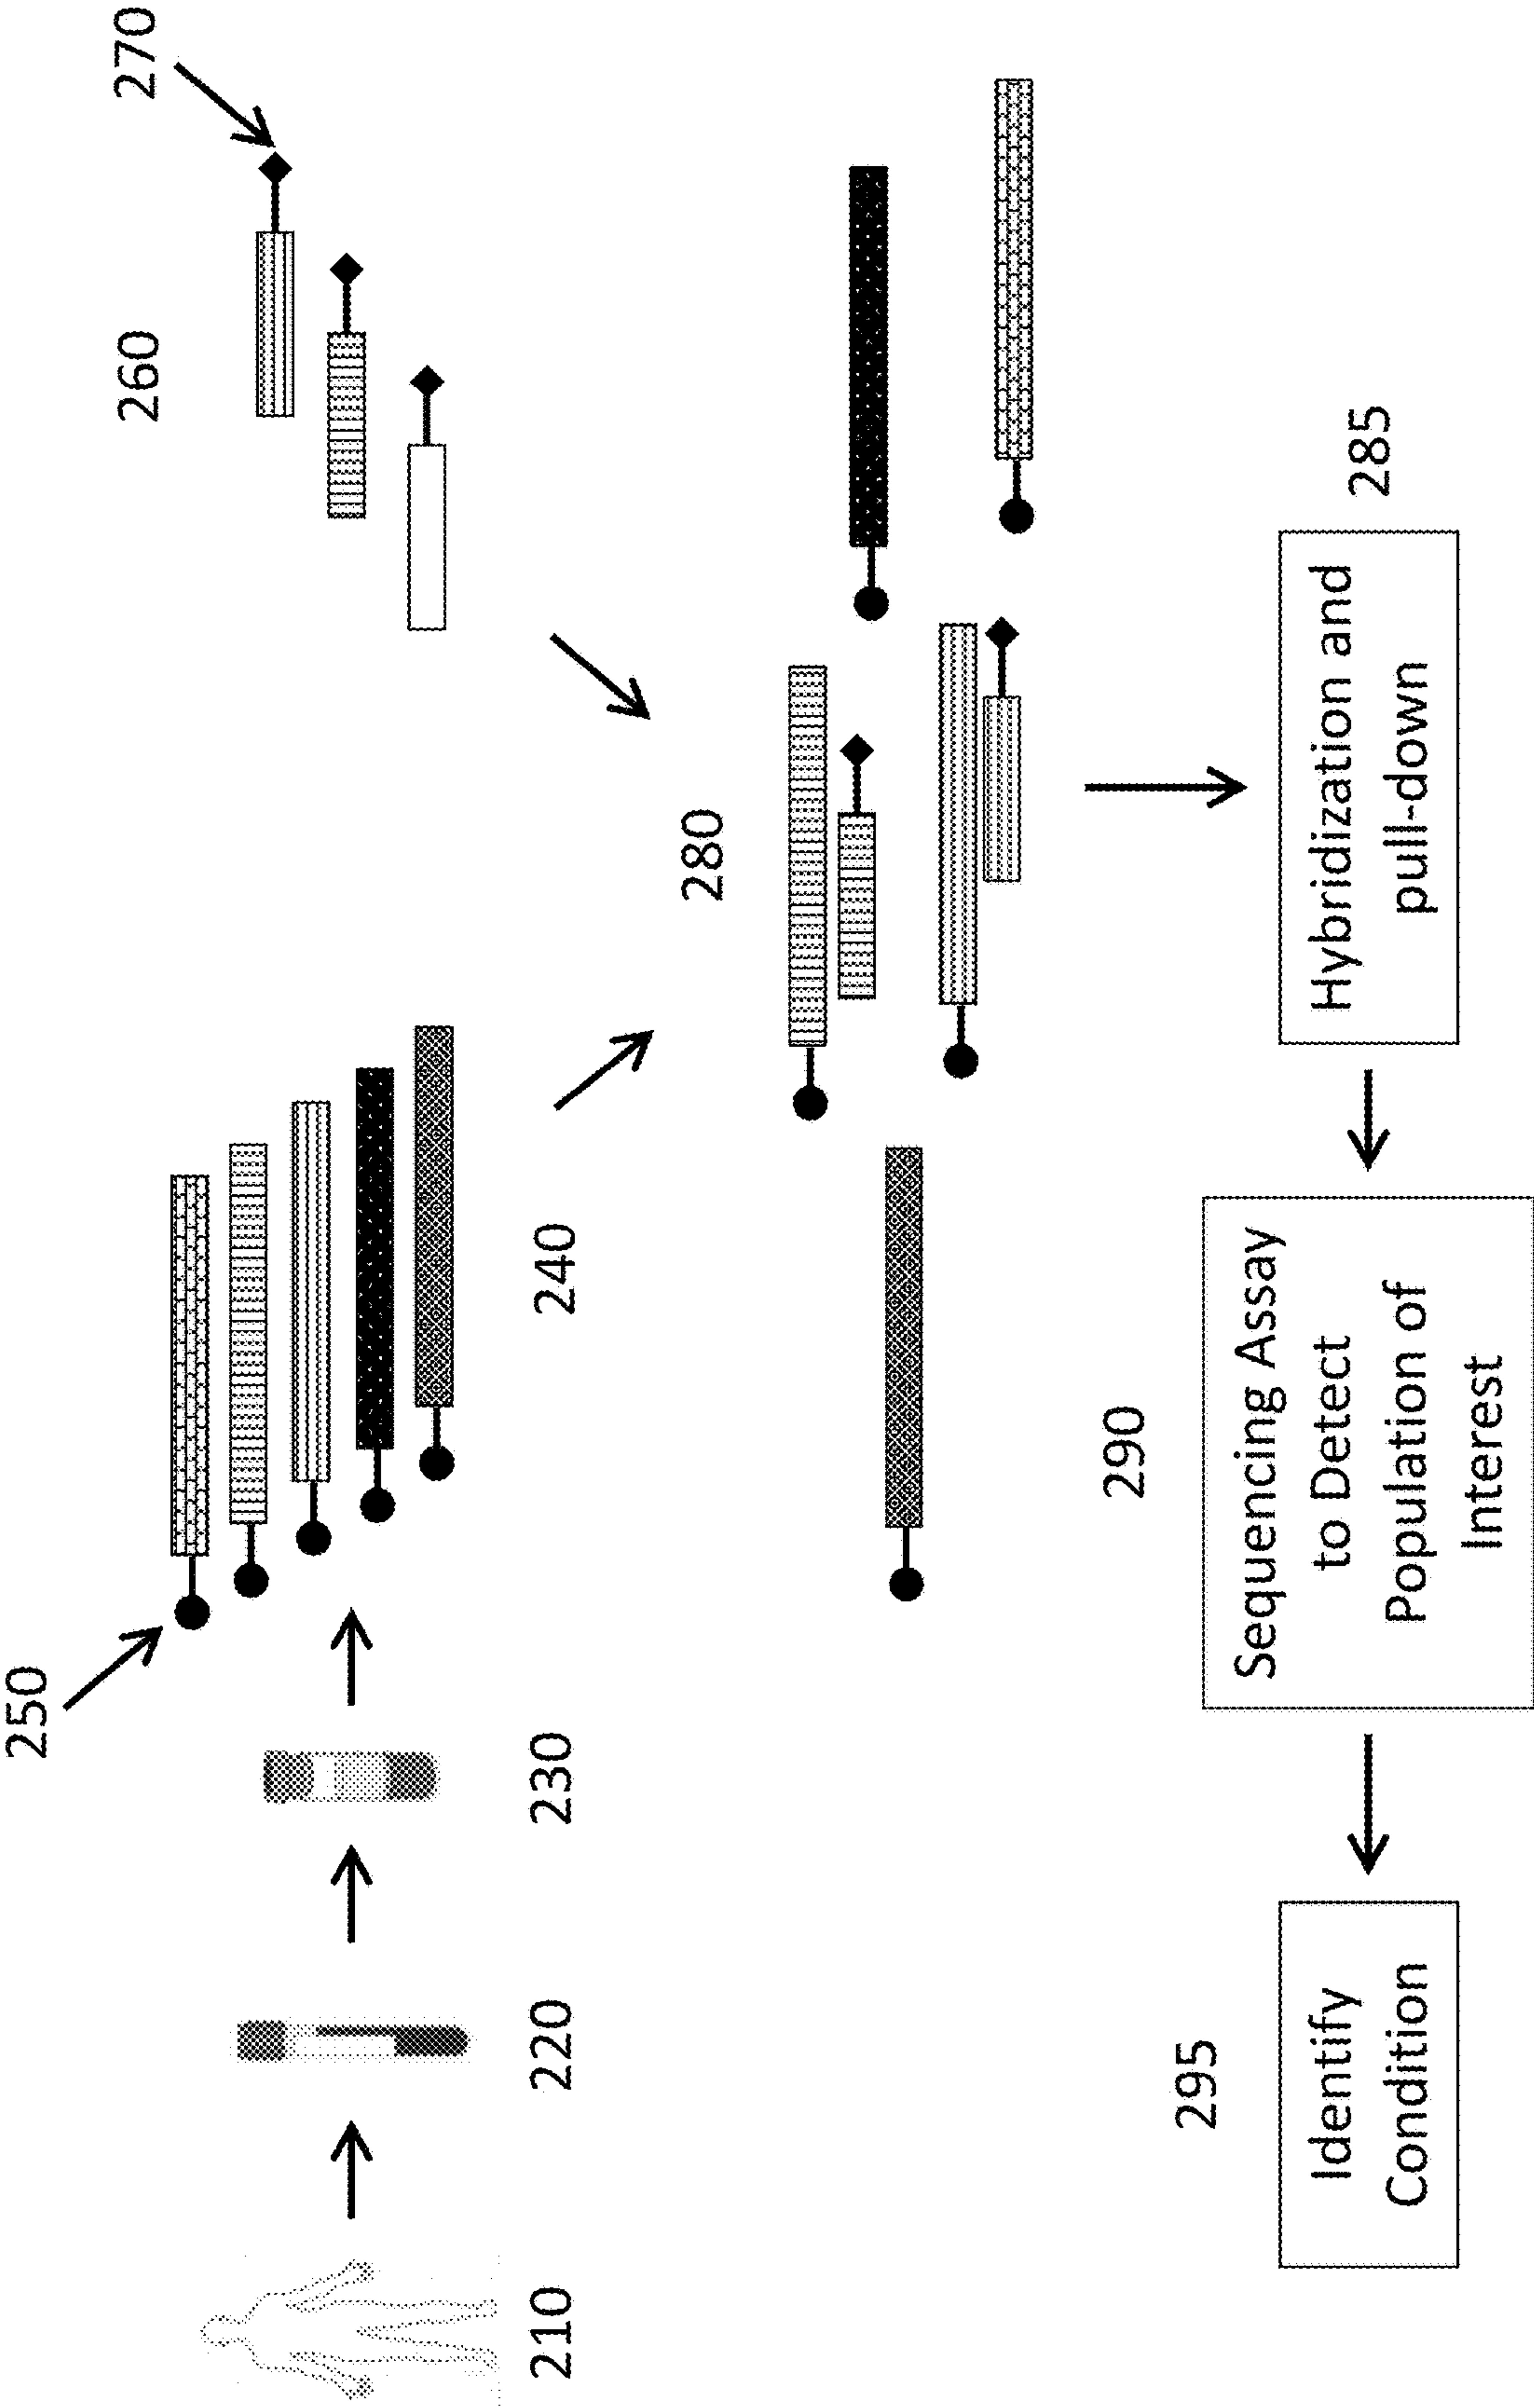 250
270
260
210
220
230
240
280
290
285
295
Identify
Condition
Sequencing Assay
to Detect
Population of
Interest
Hybridization and
pull-down